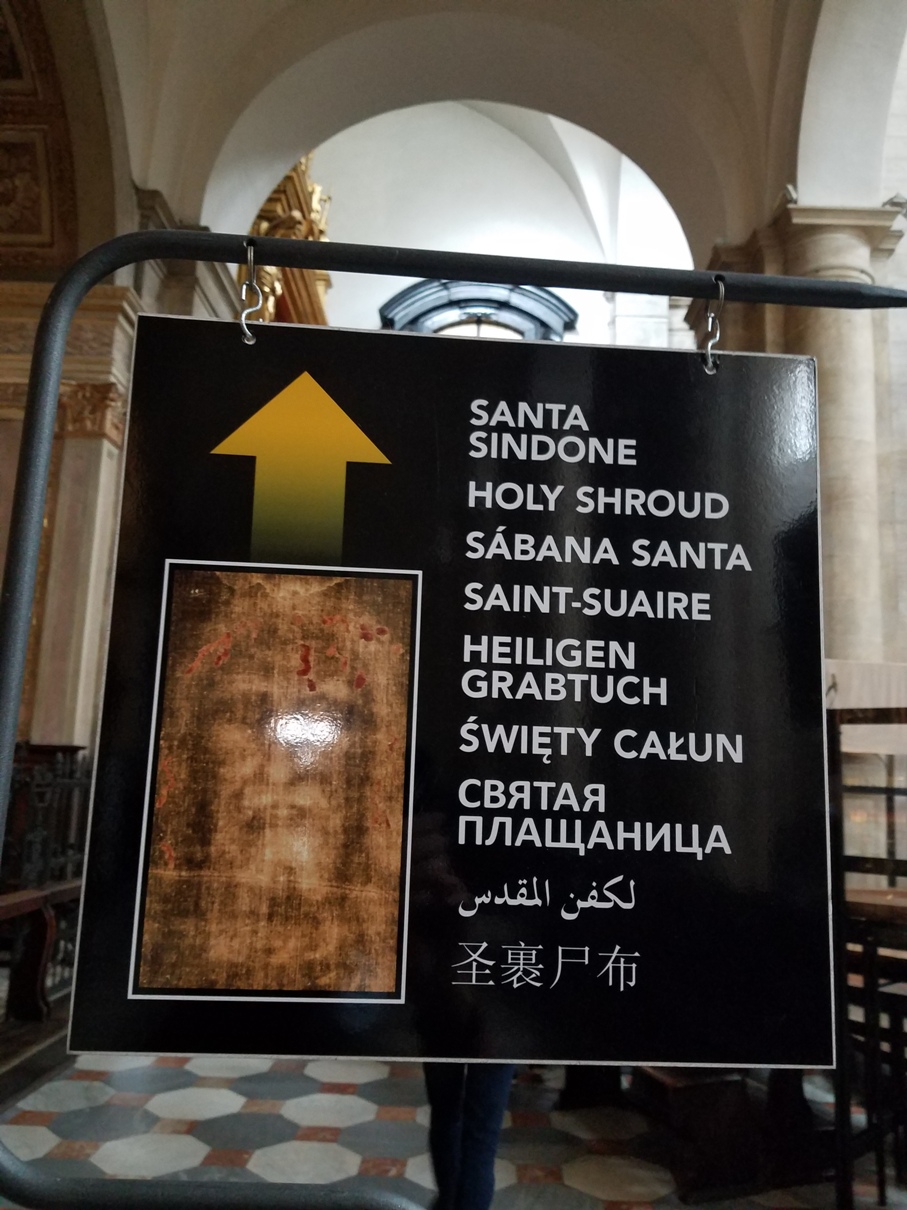 SANTA
SINDONE
HOLY SHROUD
SÁBANA SANTA
SAINT-SUAIRE
HEILIGEN
GRABTUCH
ŚWIĘTY CAŁUN
СВЯТАЯ
ПЛАЩАНИЦА
لكفن المقدس
圣裹尸布